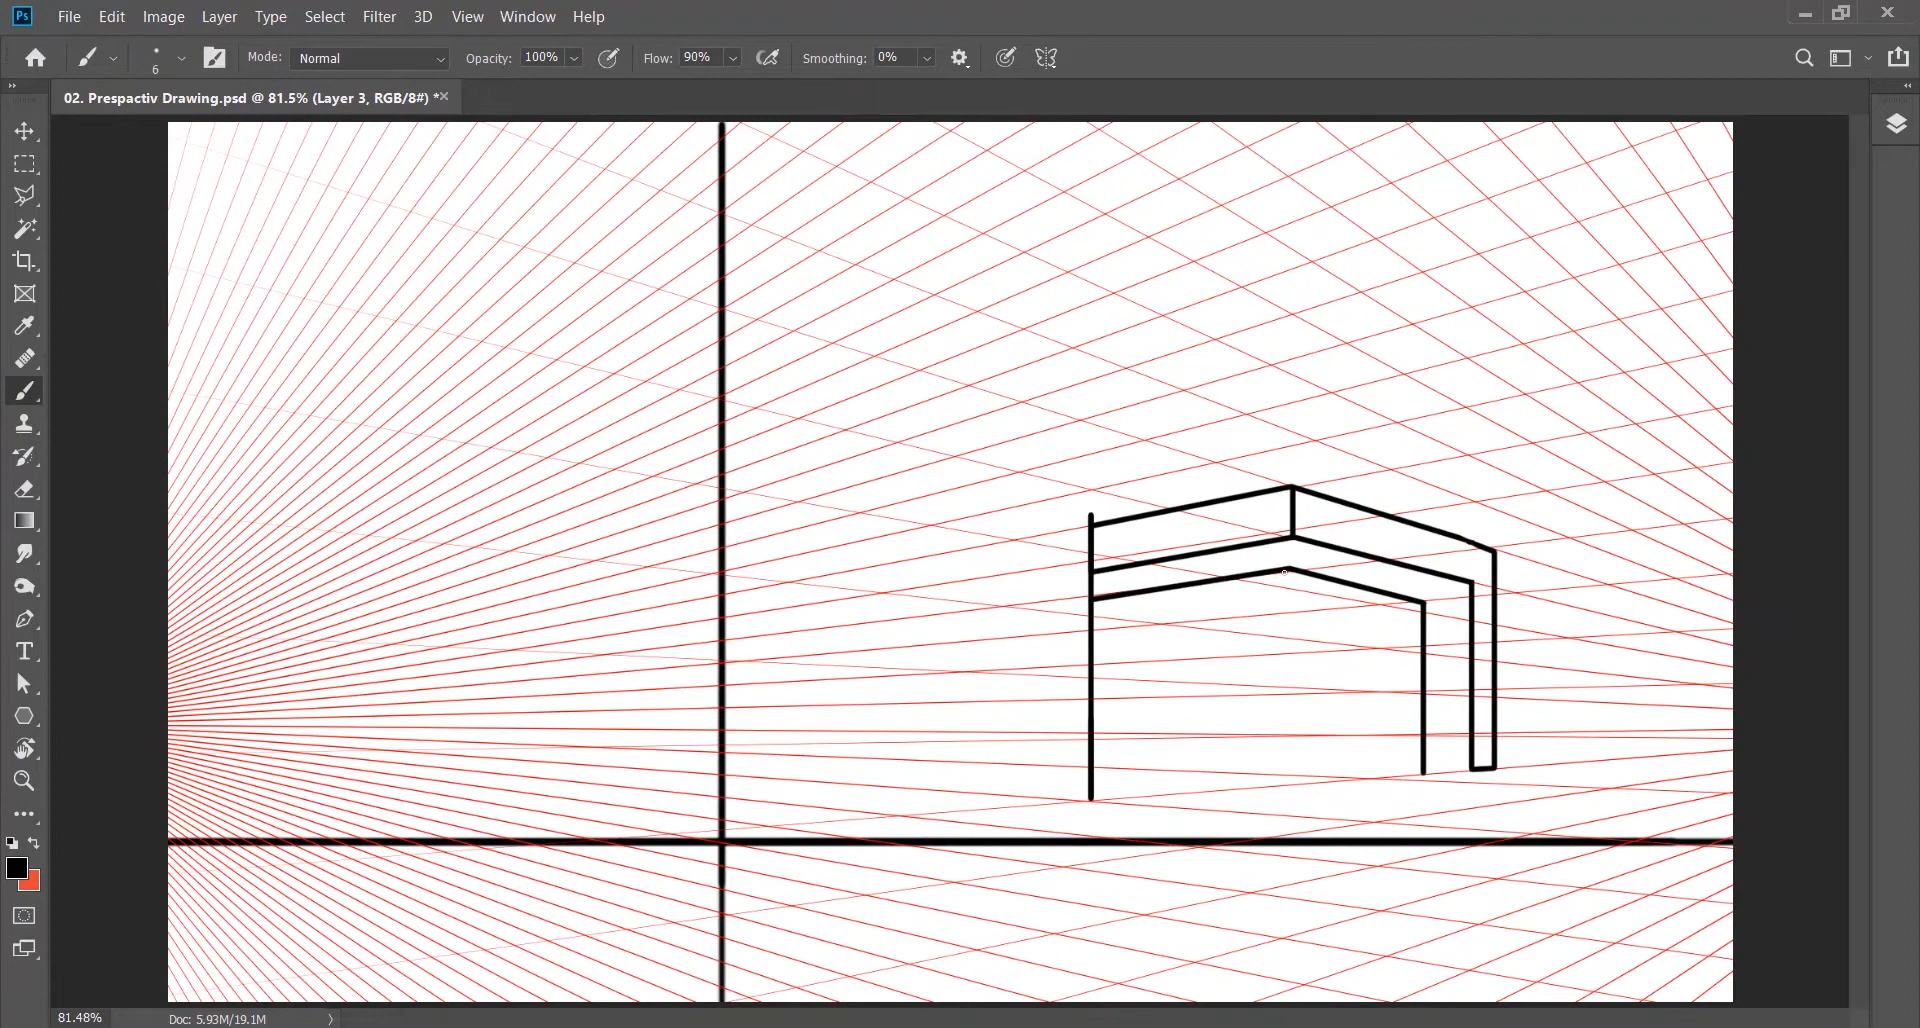 Ps File Edit Image Layer Type Select Filter 3D View Window Help
6 Mode: Normal Opacity: 100% Flow: 90% Smoothing: 0%
02. Prespactiv Drawing.psd @ 81.5% (Layer 3, RGB/8#) *
81.48% Doc: 5.93M/19.1M